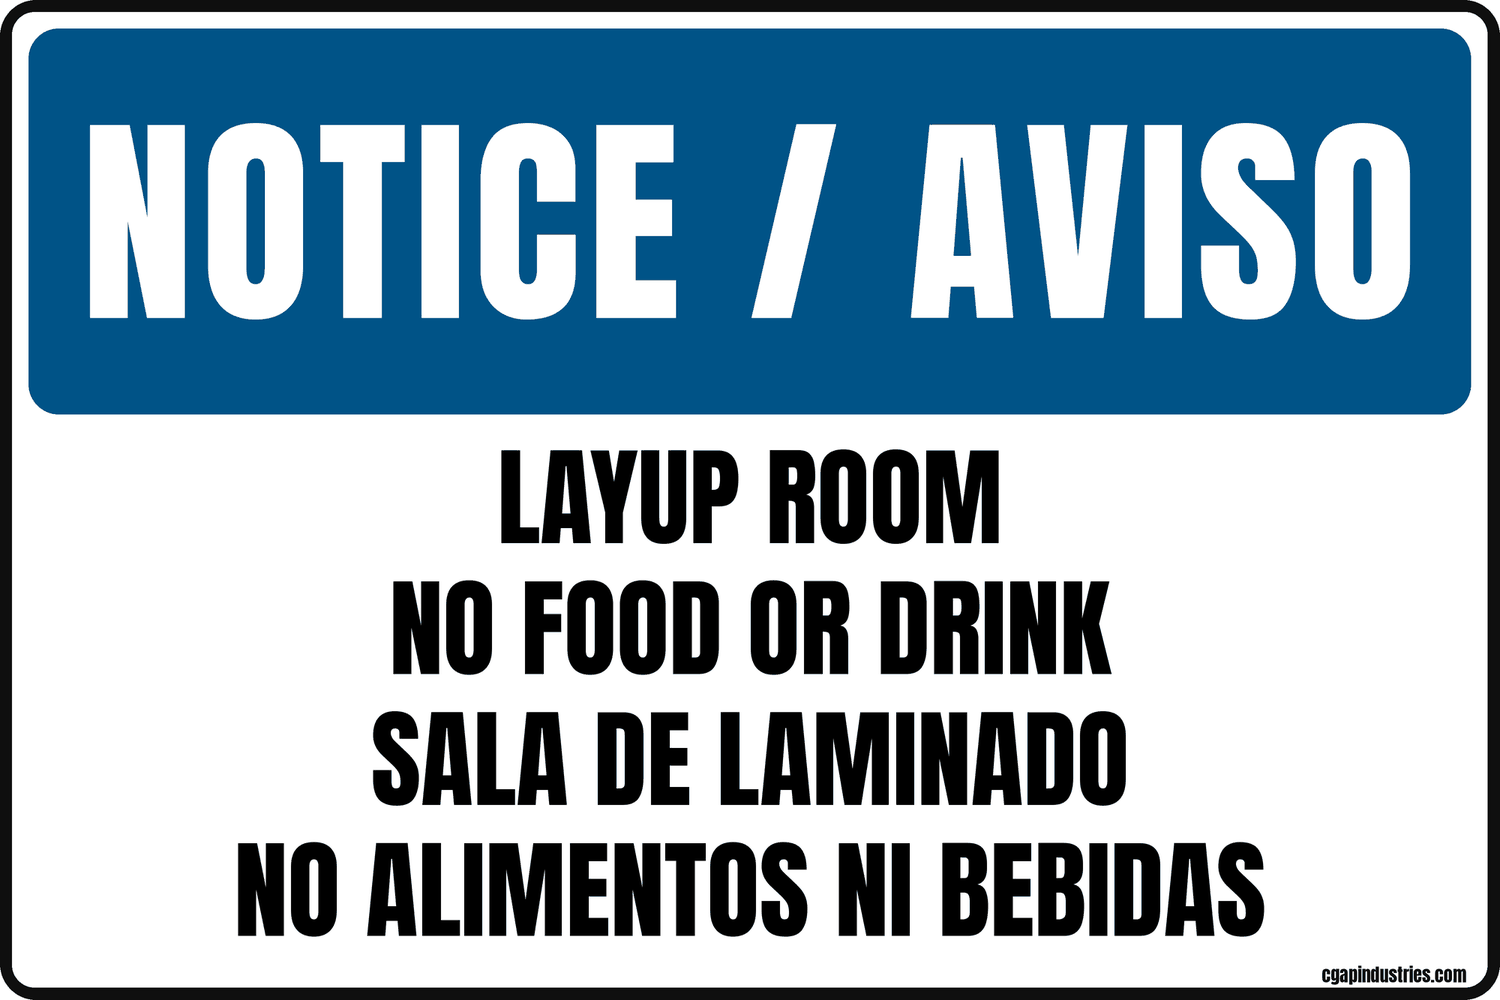 NOTICE / AVISO
LAYUP ROOM
NO FOOD OR DRINK
SALA DE LAMINADO
NO ALIMENTOS NI BEBIDAS
cgapindustries.com